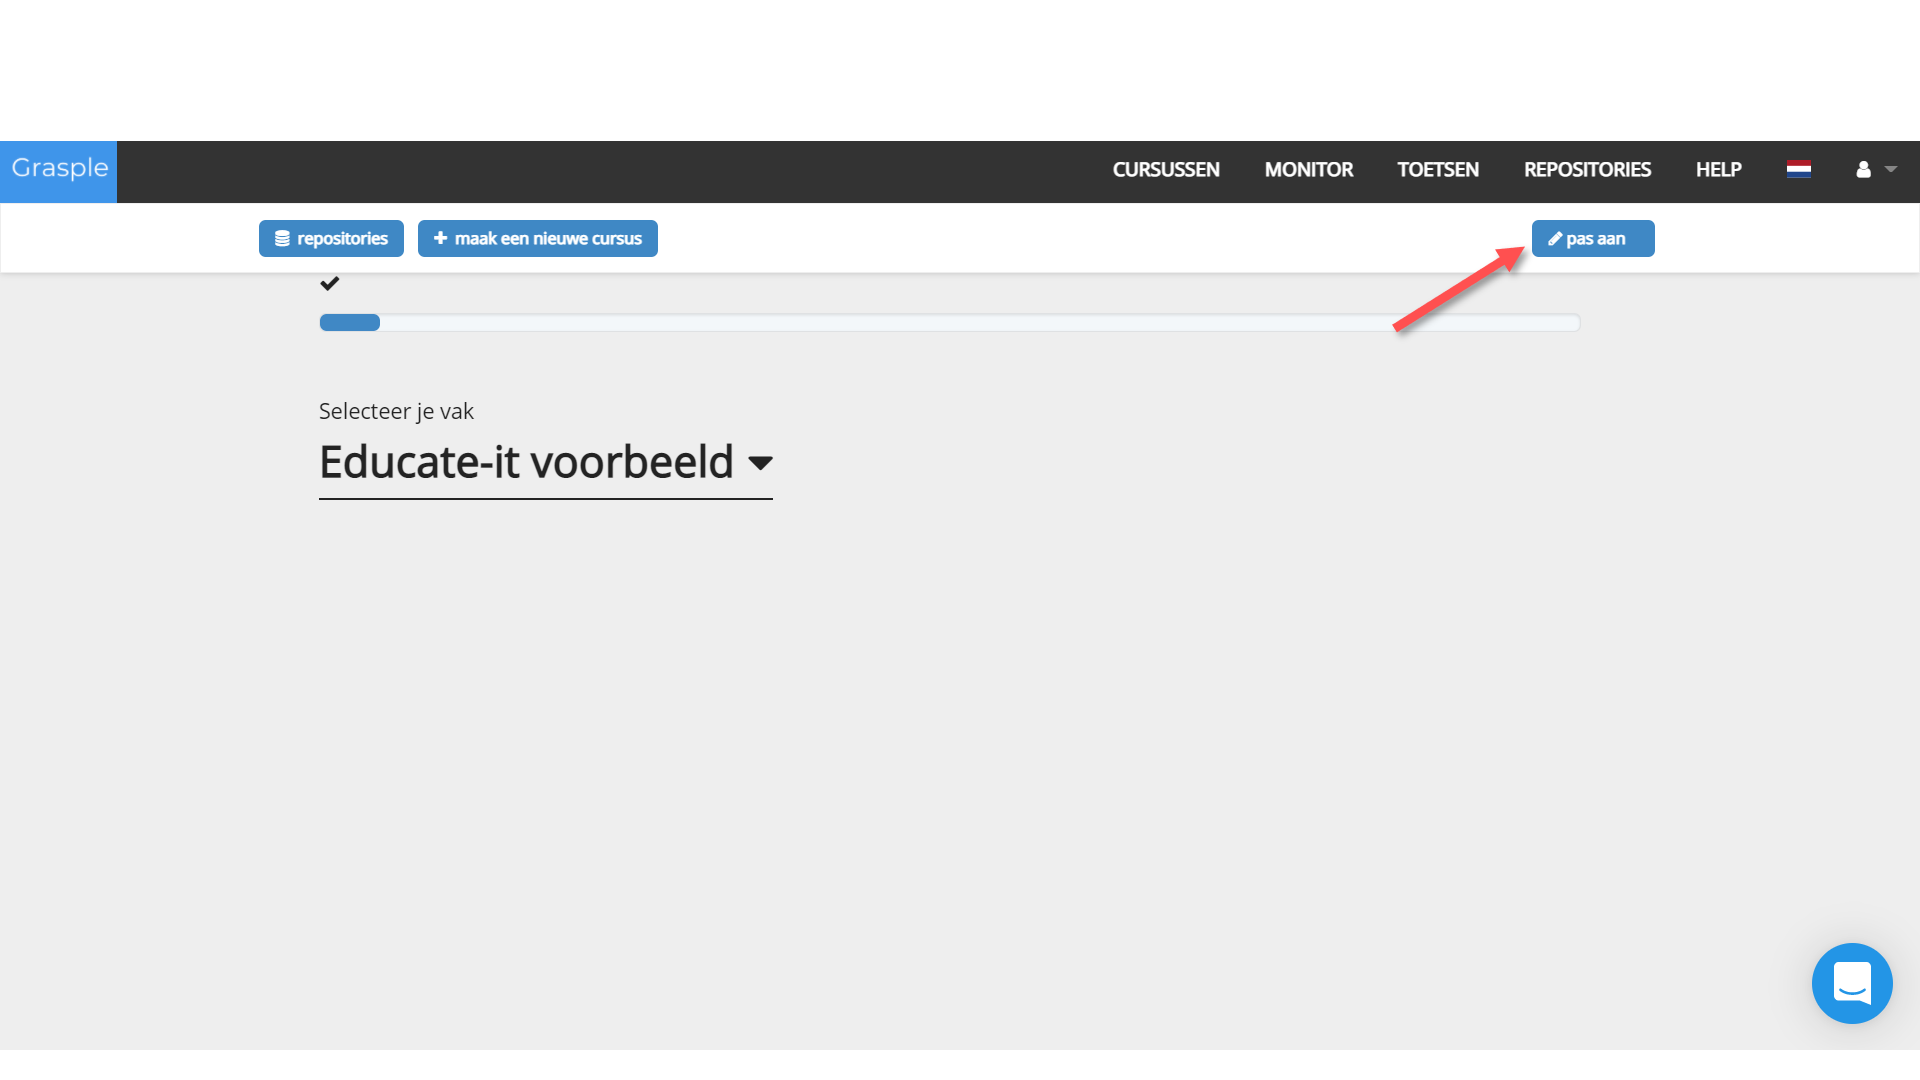 Grasple
CURSUSSEN MONITOR TOETSEN REPOSITORIES HELP
repositories maak een nieuwe cursus pas aan
Selecteer je vak
Educate-it voorbeeld